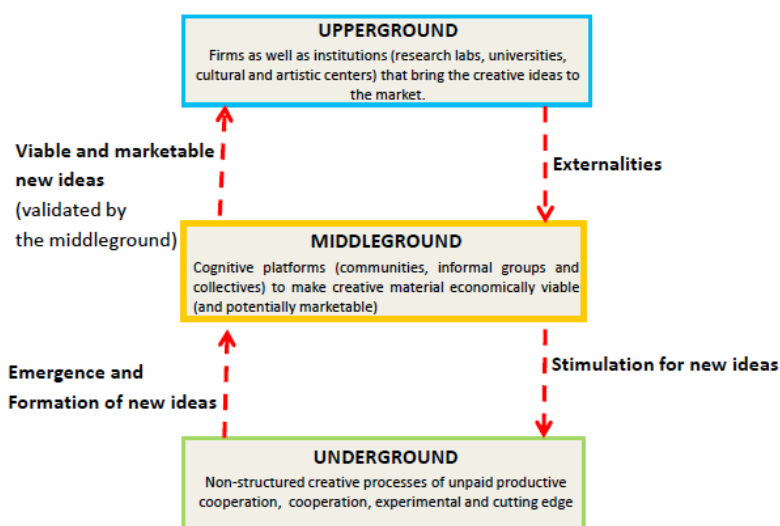 UPPERGROUND
Firms as well as institutions (research labs, universities,
cultural and artistic centers) that bring the creative ideas to
the market.
Viable and marketable
new ideas
(validated by
the middleground)
Externalities
MIDDLEGROUND
Cognitive platforms (communities, informal groups and
collectives) to make creative material economically viable
(and potentially marketable)
Emergence and
Formation of new ideas
Stimulation for new ideas
UNDERGROUND
Non-structured creative processes of unpaid productive
cooperation, cooperation, experimental and cutting edge